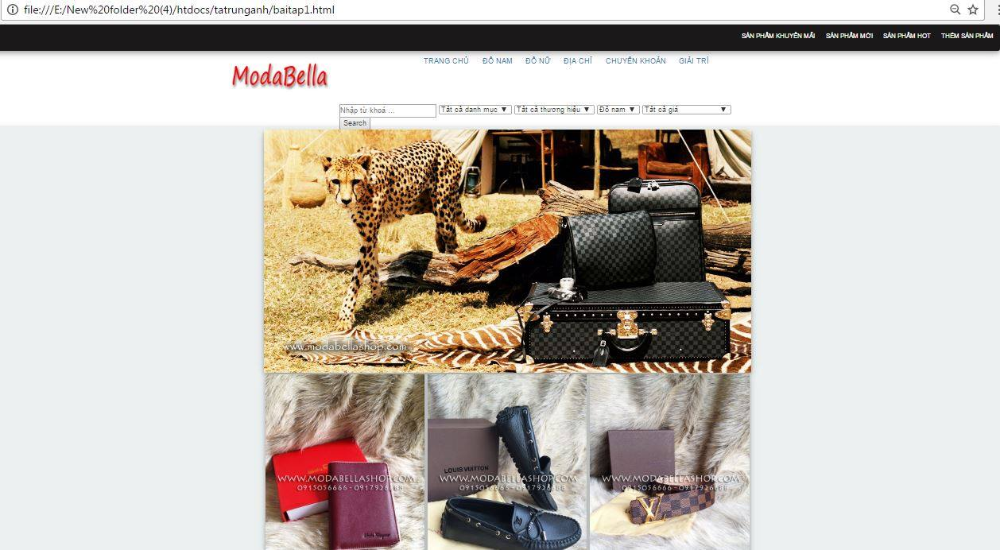 file:///E:/New%20folder%20(4)/htdocs/tatrunganh/baitap1.html
SẢN PHẨM KHUYẾN MÃI SẢN PHẨM MỚI SẢN PHẨM HOT THÊM SẢN PHẨM
TRANG CHỦ ĐỒ NAM ĐỒ NỮ ĐỊA CHỈ CHUYỂN KHOẢN GIẢI TRÍ
ModaBella
Nhập từ khoá ... Tất cả danh mục ▼ Tất cả thương hiệu ▼ Đồ nam ▼ Tất cả giá ▼
Search
www.modabellashop.com
LOUIS VUITTON
WWW.MODABELLASHOP.COM WWW.MODABELLASHOP.COM WWW.MODABELLASHOP.COM
0915056666 - 0917926888 0915056666 - 0917926888 0915056666 - 0917926888